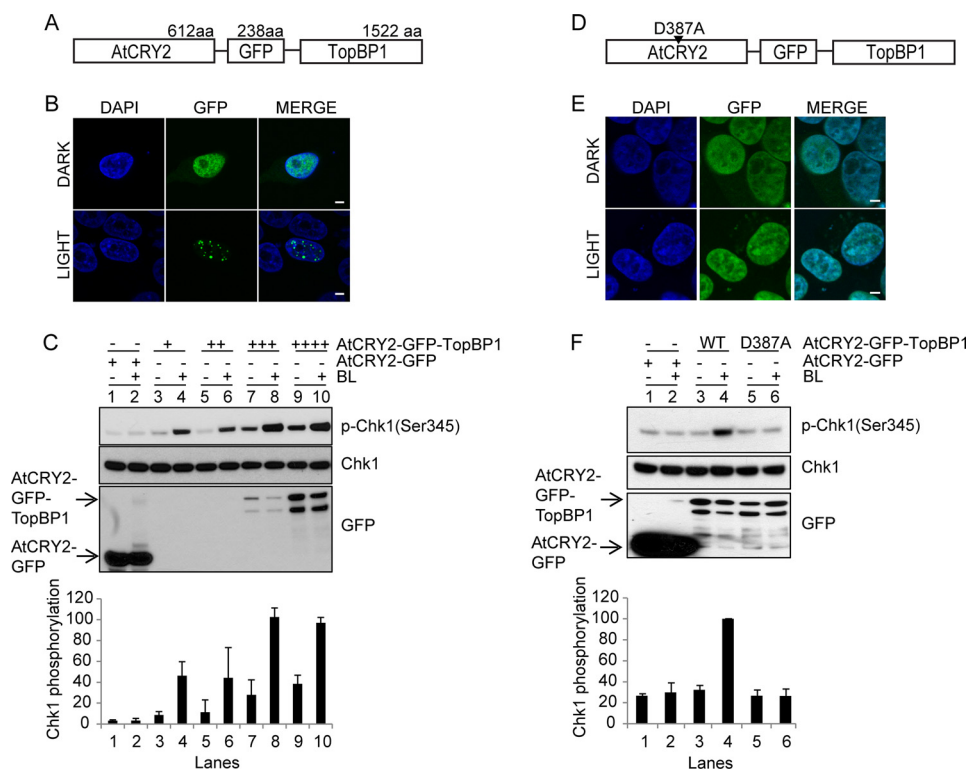 A
612aa 238aa 1522 aa
AtCRY2 GFP TopBP1
B
DAPI GFP MERGE
DARK
LIGHT
C
- - + ++ +++ ++++ AtCRY2-GFP-TopBP1
+ + - - - - - - - - AtCRY2-GFP
- + - + - + - + - + BL
1 2 3 4 5 6 7 8 9 10
p-Chk1(Ser345)
Chk1
AtCRY2-
GFP-
TopBP1
GFP
AtCRY2-
GFP
Chk1 phosphorylation
120
100
80
60
40
20
0
1 2 3 4 5 6 7 8 9 10
Lanes
D
D387A
AtCRY2 GFP TopBP1
E
DAPI GFP MERGE
DARK
LIGHT
F
- - WT D387A AtCRY2-GFP-TopBP1
+ + - - - - AtCRY2-GFP
- + - + - + BL
1 2 3 4 5 6
p-Chk1(Ser345)
Chk1
AtCRY2-
GFP-
TopBP1
GFP
AtCRY2-
GFP
Chk1 phosphorylation
120
100
80
60
40
20
0
1 2 3 4 5 6
Lanes